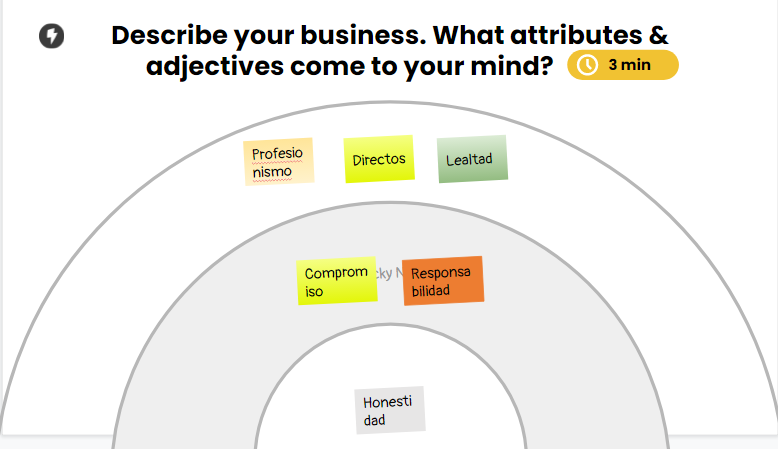 Describe your business. What attributes &
adjectives come to your mind?
3 min
Profesio
nismo
Directos
Lealtad
Comprom
iso
cky N
Responsa
bilidad
Honesti
dad